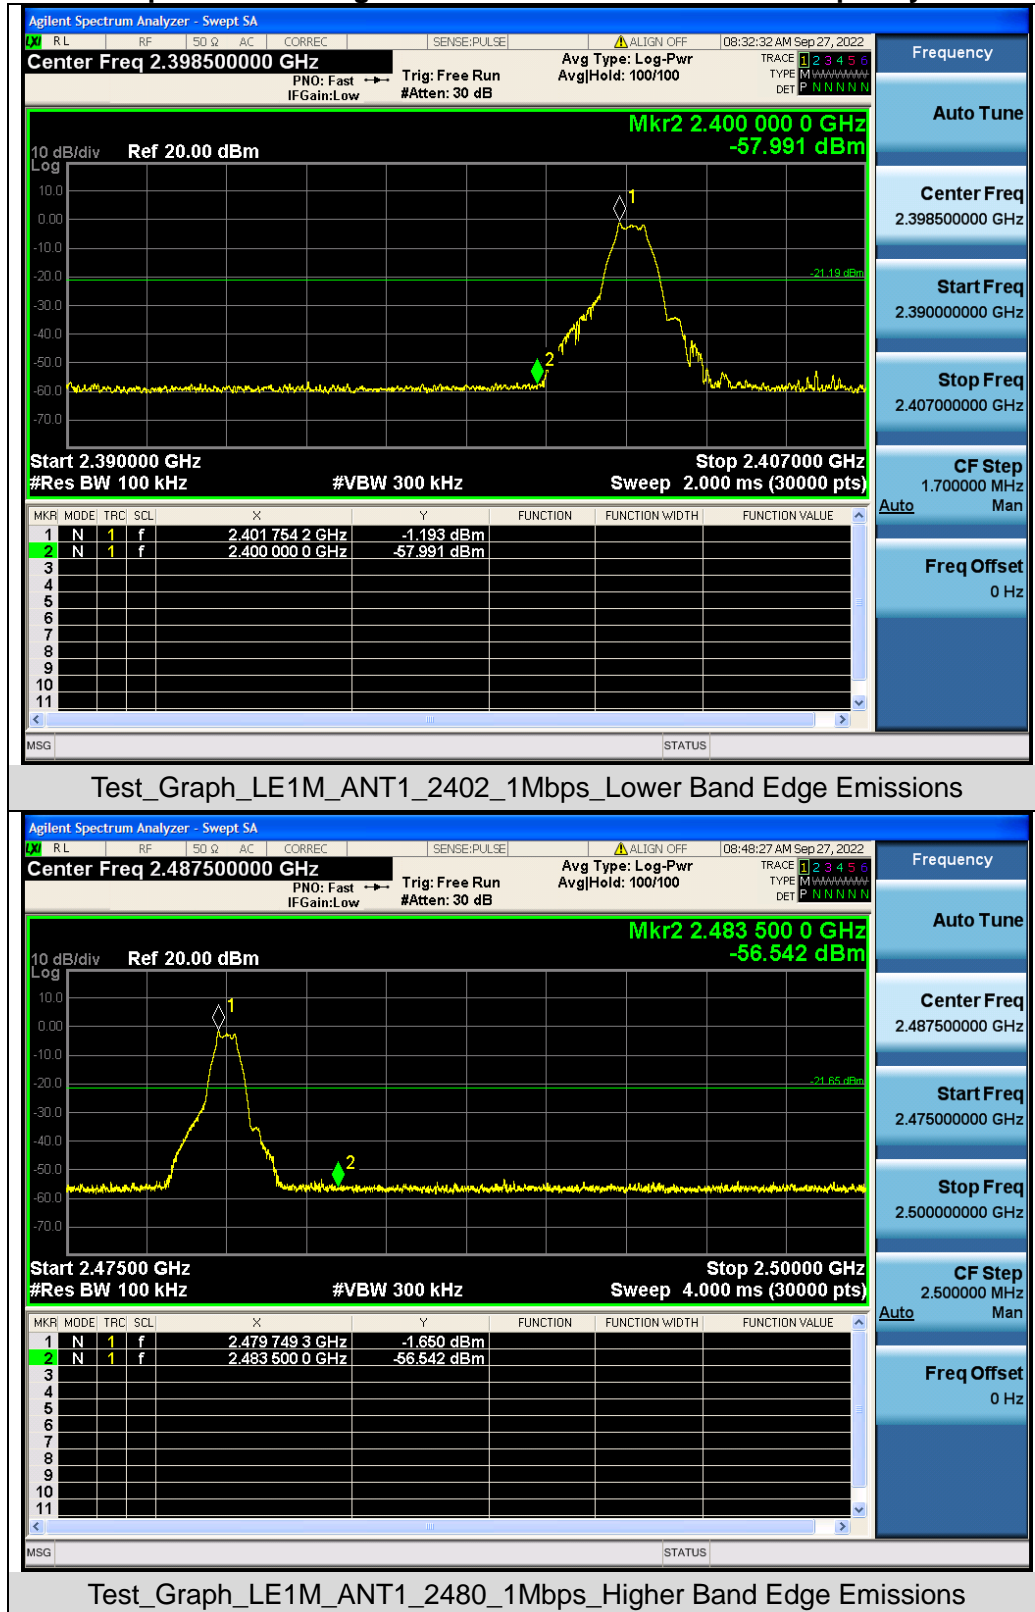 Agilent Spectrum Analyzer - Swept SA
LXI RL RF 50 Ω AC CORREC SENSE:PULSE ALIGN OFF 08:32:32 AM Sep 27, 2022
Center Freq 2.398500000 GHz
PNO: Fast
IFGain:Low
Trig: Free Run
#Atten: 30 dB
Avg Type: Log-Pwr
Avg|Hold: 100/100
TRACE 1 2 3 4 5 6
TYPE MWWWWW
DET P N N N N N
Frequency
Auto Tune
Mkr2 2.400 000 0 GHz
-57.991 dBm
10 dB/div Ref 20.00 dBm
Log
10.0
0.00
-10.0
-20.0
-30.0
-40.0
-50.0
-60.0
-70.0
1
-21.19 dBm
2
Center Freq
2.398500000 GHz
Start Freq
2.390000000 GHz
Stop Freq
2.407000000 GHz
Start 2.390000 GHz
Stop 2.407000 GHz
#Res BW 100 kHz #VBW 300 kHz Sweep 2.000 ms (30000 pts)
CF Step
1.700000 MHz
Auto Man
MKR MODE TRC SCL X Y FUNCTION FUNCTION WIDTH FUNCTION VALUE
1 N 1 f 2.401 754 2 GHz -1.193 dBm
2 N 1 f 2.400 000 0 GHz -57.991 dBm
3
4
5
6
7
8
9
10
11
Freq Offset
0 Hz
MSG STATUS
Test_Graph_LE1M_ANT1_2402_1Mbps_Lower Band Edge Emissions
Agilent Spectrum Analyzer - Swept SA
LXI RL RF 50 Ω AC CORREC SENSE:PULSE ALIGN OFF 08:48:27 AM Sep 27, 2022
Center Freq 2.487500000 GHz
PNO: Fast
IFGain:Low
Trig: Free Run
#Atten: 30 dB
Avg Type: Log-Pwr
Avg|Hold: 100/100
TRACE 1 2 3 4 5 6
TYPE MWWWWW
DET P N N N N N
Frequency
Auto Tune
Mkr2 2.483 500 0 GHz
-56.542 dBm
10 dB/div Ref 20.00 dBm
Log
10.0
0.00
-10.0
-20.0
-30.0
-40.0
-50.0
-60.0
-70.0
1
-21.65 dBm
2
Center Freq
2.487500000 GHz
Start Freq
2.475000000 GHz
Stop Freq
2.500000000 GHz
Start 2.47500 GHz
Stop 2.50000 GHz
#Res BW 100 kHz #VBW 300 kHz Sweep 4.000 ms (30000 pts)
CF Step
2.500000 MHz
Auto Man
MKR MODE TRC SCL X Y FUNCTION FUNCTION WIDTH FUNCTION VALUE
1 N 1 f 2.479 749 3 GHz -1.650 dBm
2 N 1 f 2.483 500 0 GHz -56.542 dBm
3
4
5
6
7
8
9
10
11
Freq Offset
0 Hz
MSG STATUS
Test_Graph_LE1M_ANT1_2480_1Mbps_Higher Band Edge Emissions